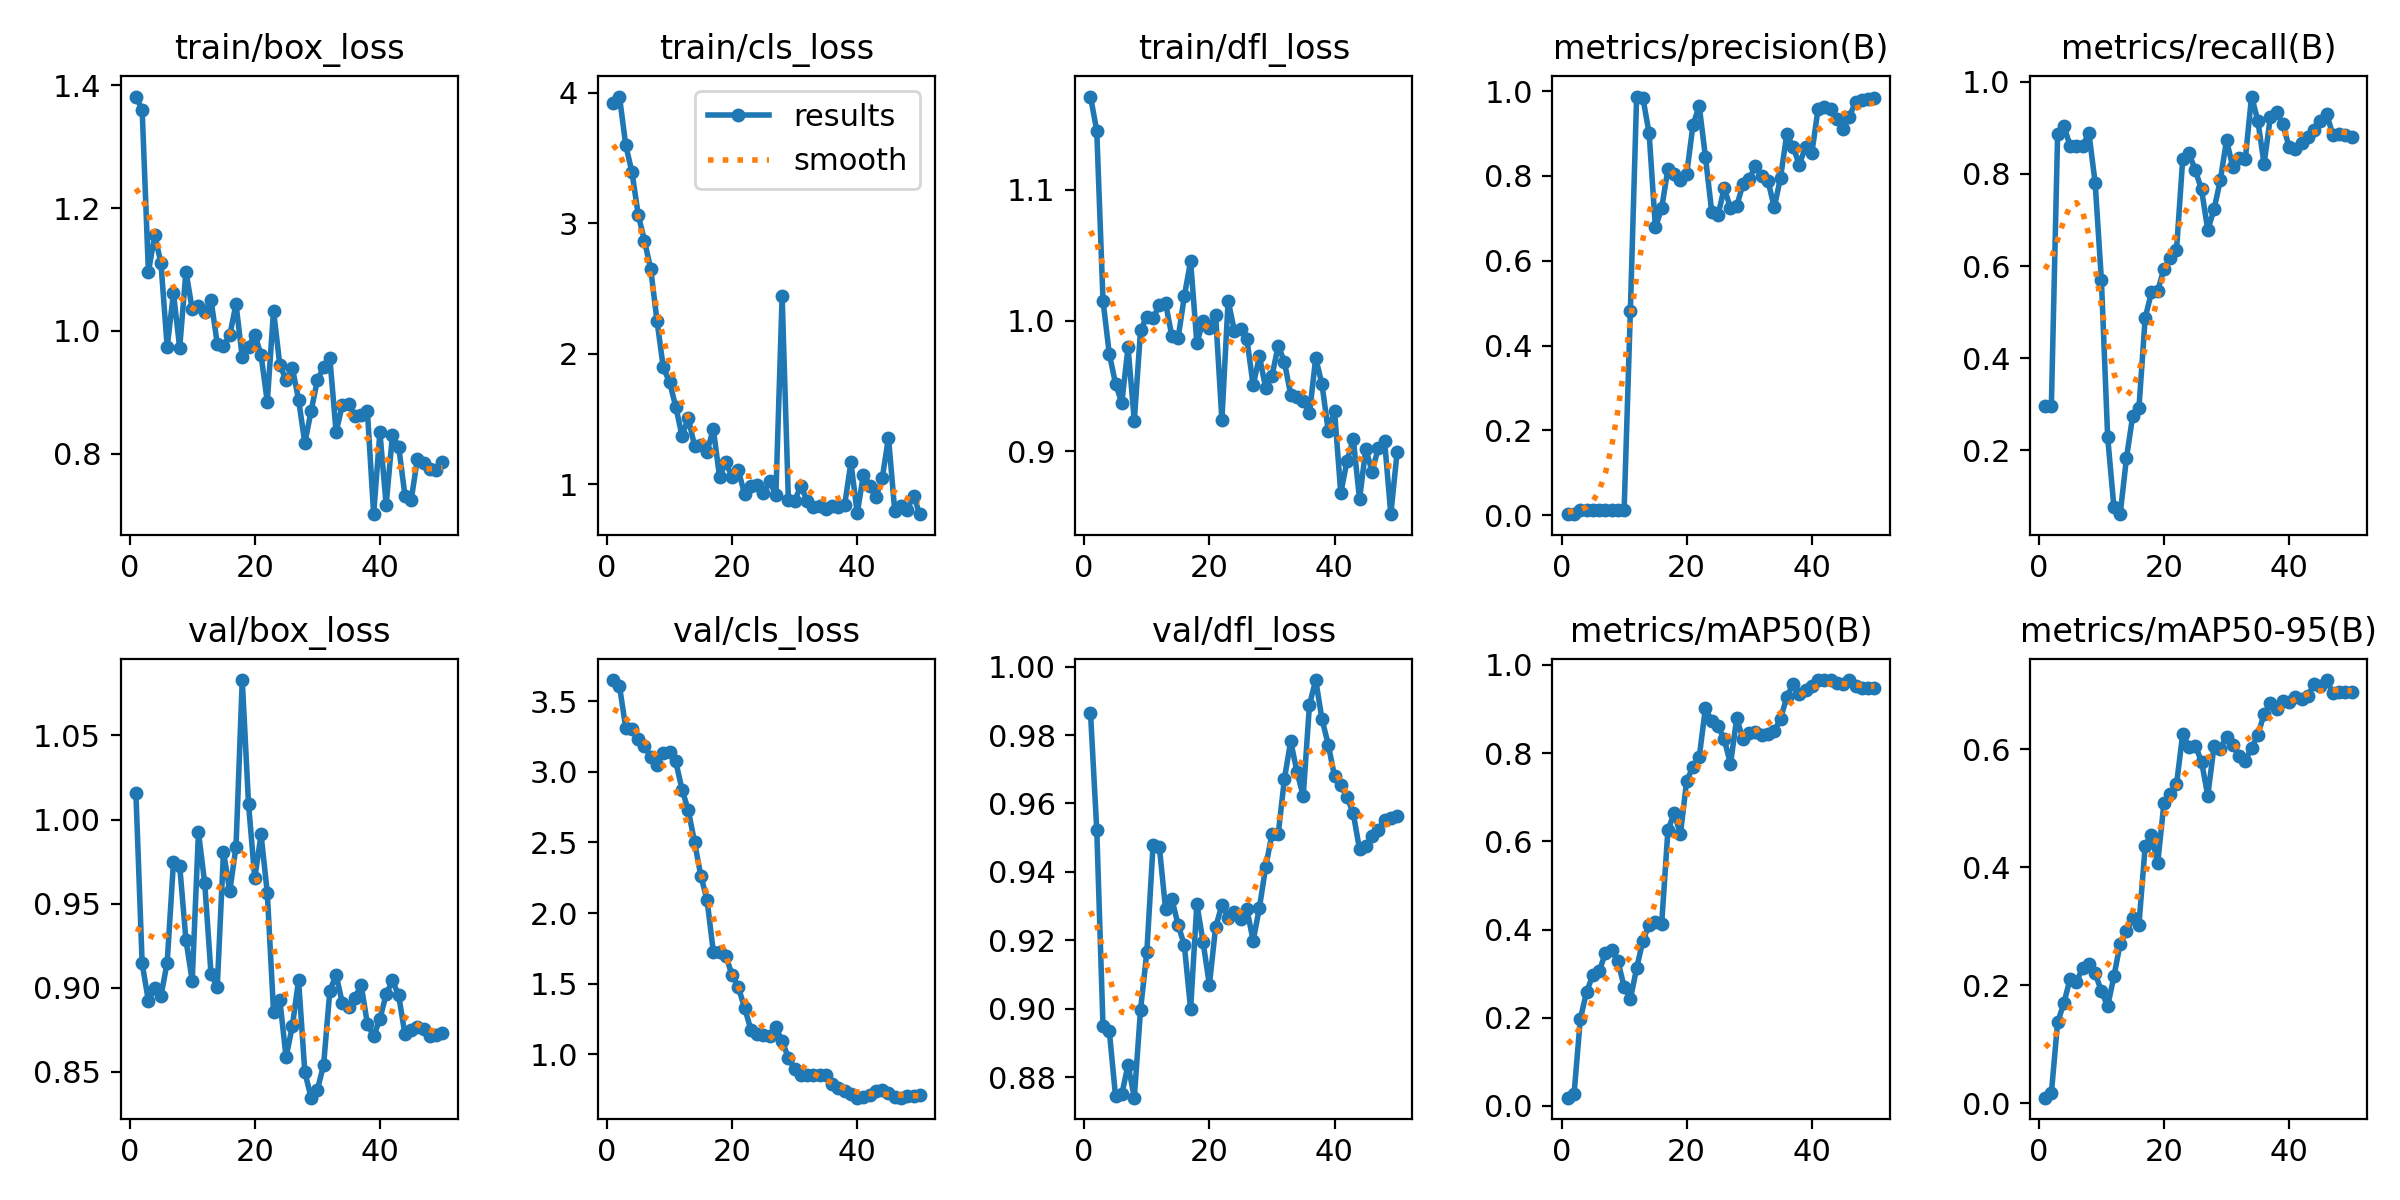 train/box_loss
1.4
1.2
1.0
0.8
0 20 40
train/cls_loss
results
smooth
4
3
2
1
0 20 40
train/dfl_loss
1.1
1.0
0.9
0 20 40
metrics/precision(B)
1.0
0.8
0.6
0.4
0.2
0.0
0 20 40
metrics/recall(B)
1.0
0.8
0.6
0.4
0.2
0 20 40
val/box_loss
1.05
1.00
0.95
0.90
0.85
0 20 40
val/cls_loss
3.5
3.0
2.5
2.0
1.5
1.0
0 20 40
val/dfl_loss
1.00
0.98
0.96
0.94
0.92
0.90
0.88
0 20 40
metrics/mAP50(B)
1.0
0.8
0.6
0.4
0.2
0.0
0 20 40
metrics/mAP50-95(B)
0.6
0.4
0.2
0.0
0 20 40